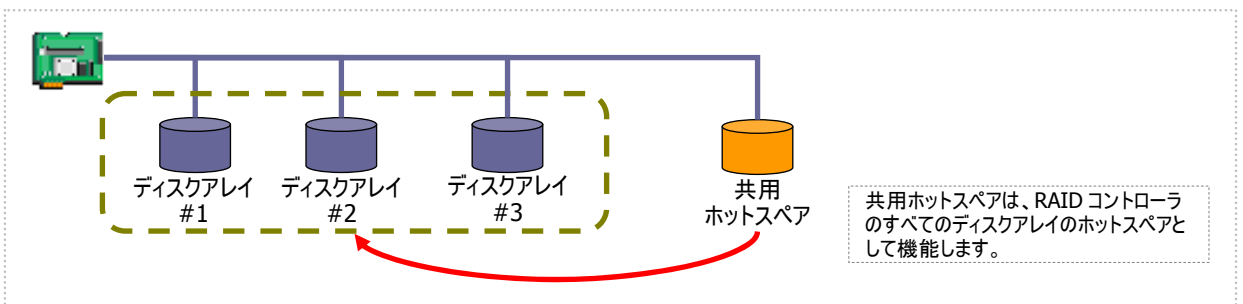 ディスクアレイ
#1
ディスクアレイ
#2
ディスクアレイ
#3
共用
ホットスペア
共用ホットスペアは、RAID コントローラ
のすべてのディスクアレイのホットスペアと
して機能します。